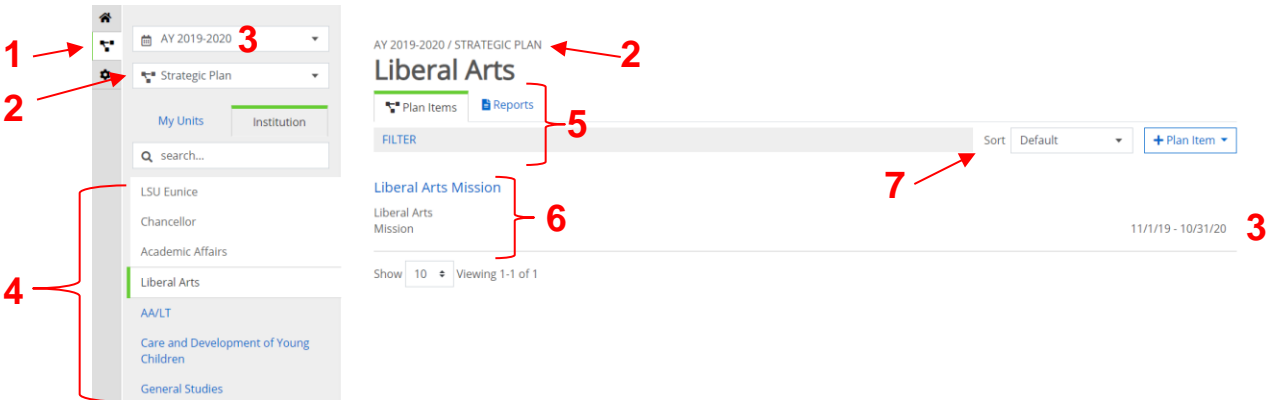 1
AY 2019-2020
3
2
Strategic Plan
My Units
Institution
search...
4
LSU Eunice
Chancellor
Academic Affairs
Liberal Arts
AA/LT
Care and Development of Young
Children
General Studies
AY 2019-2020 / STRATEGIC PLAN
2
Liberal Arts
Plan Items
Reports
5
FILTER
Sort
Default
+ Plan Item
7
Liberal Arts Mission
Liberal Arts
Mission
6
11/1/19 - 10/31/20
3
Show 10 Viewing 1-1 of 1